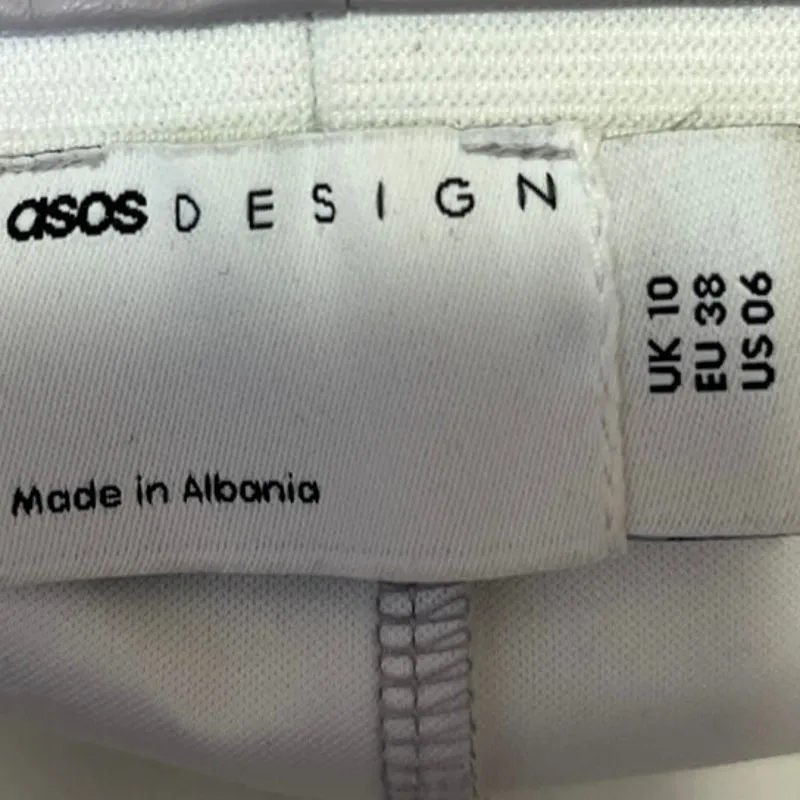 asos DESIGN
Made in Albania
UK 10
EU 38
US 06